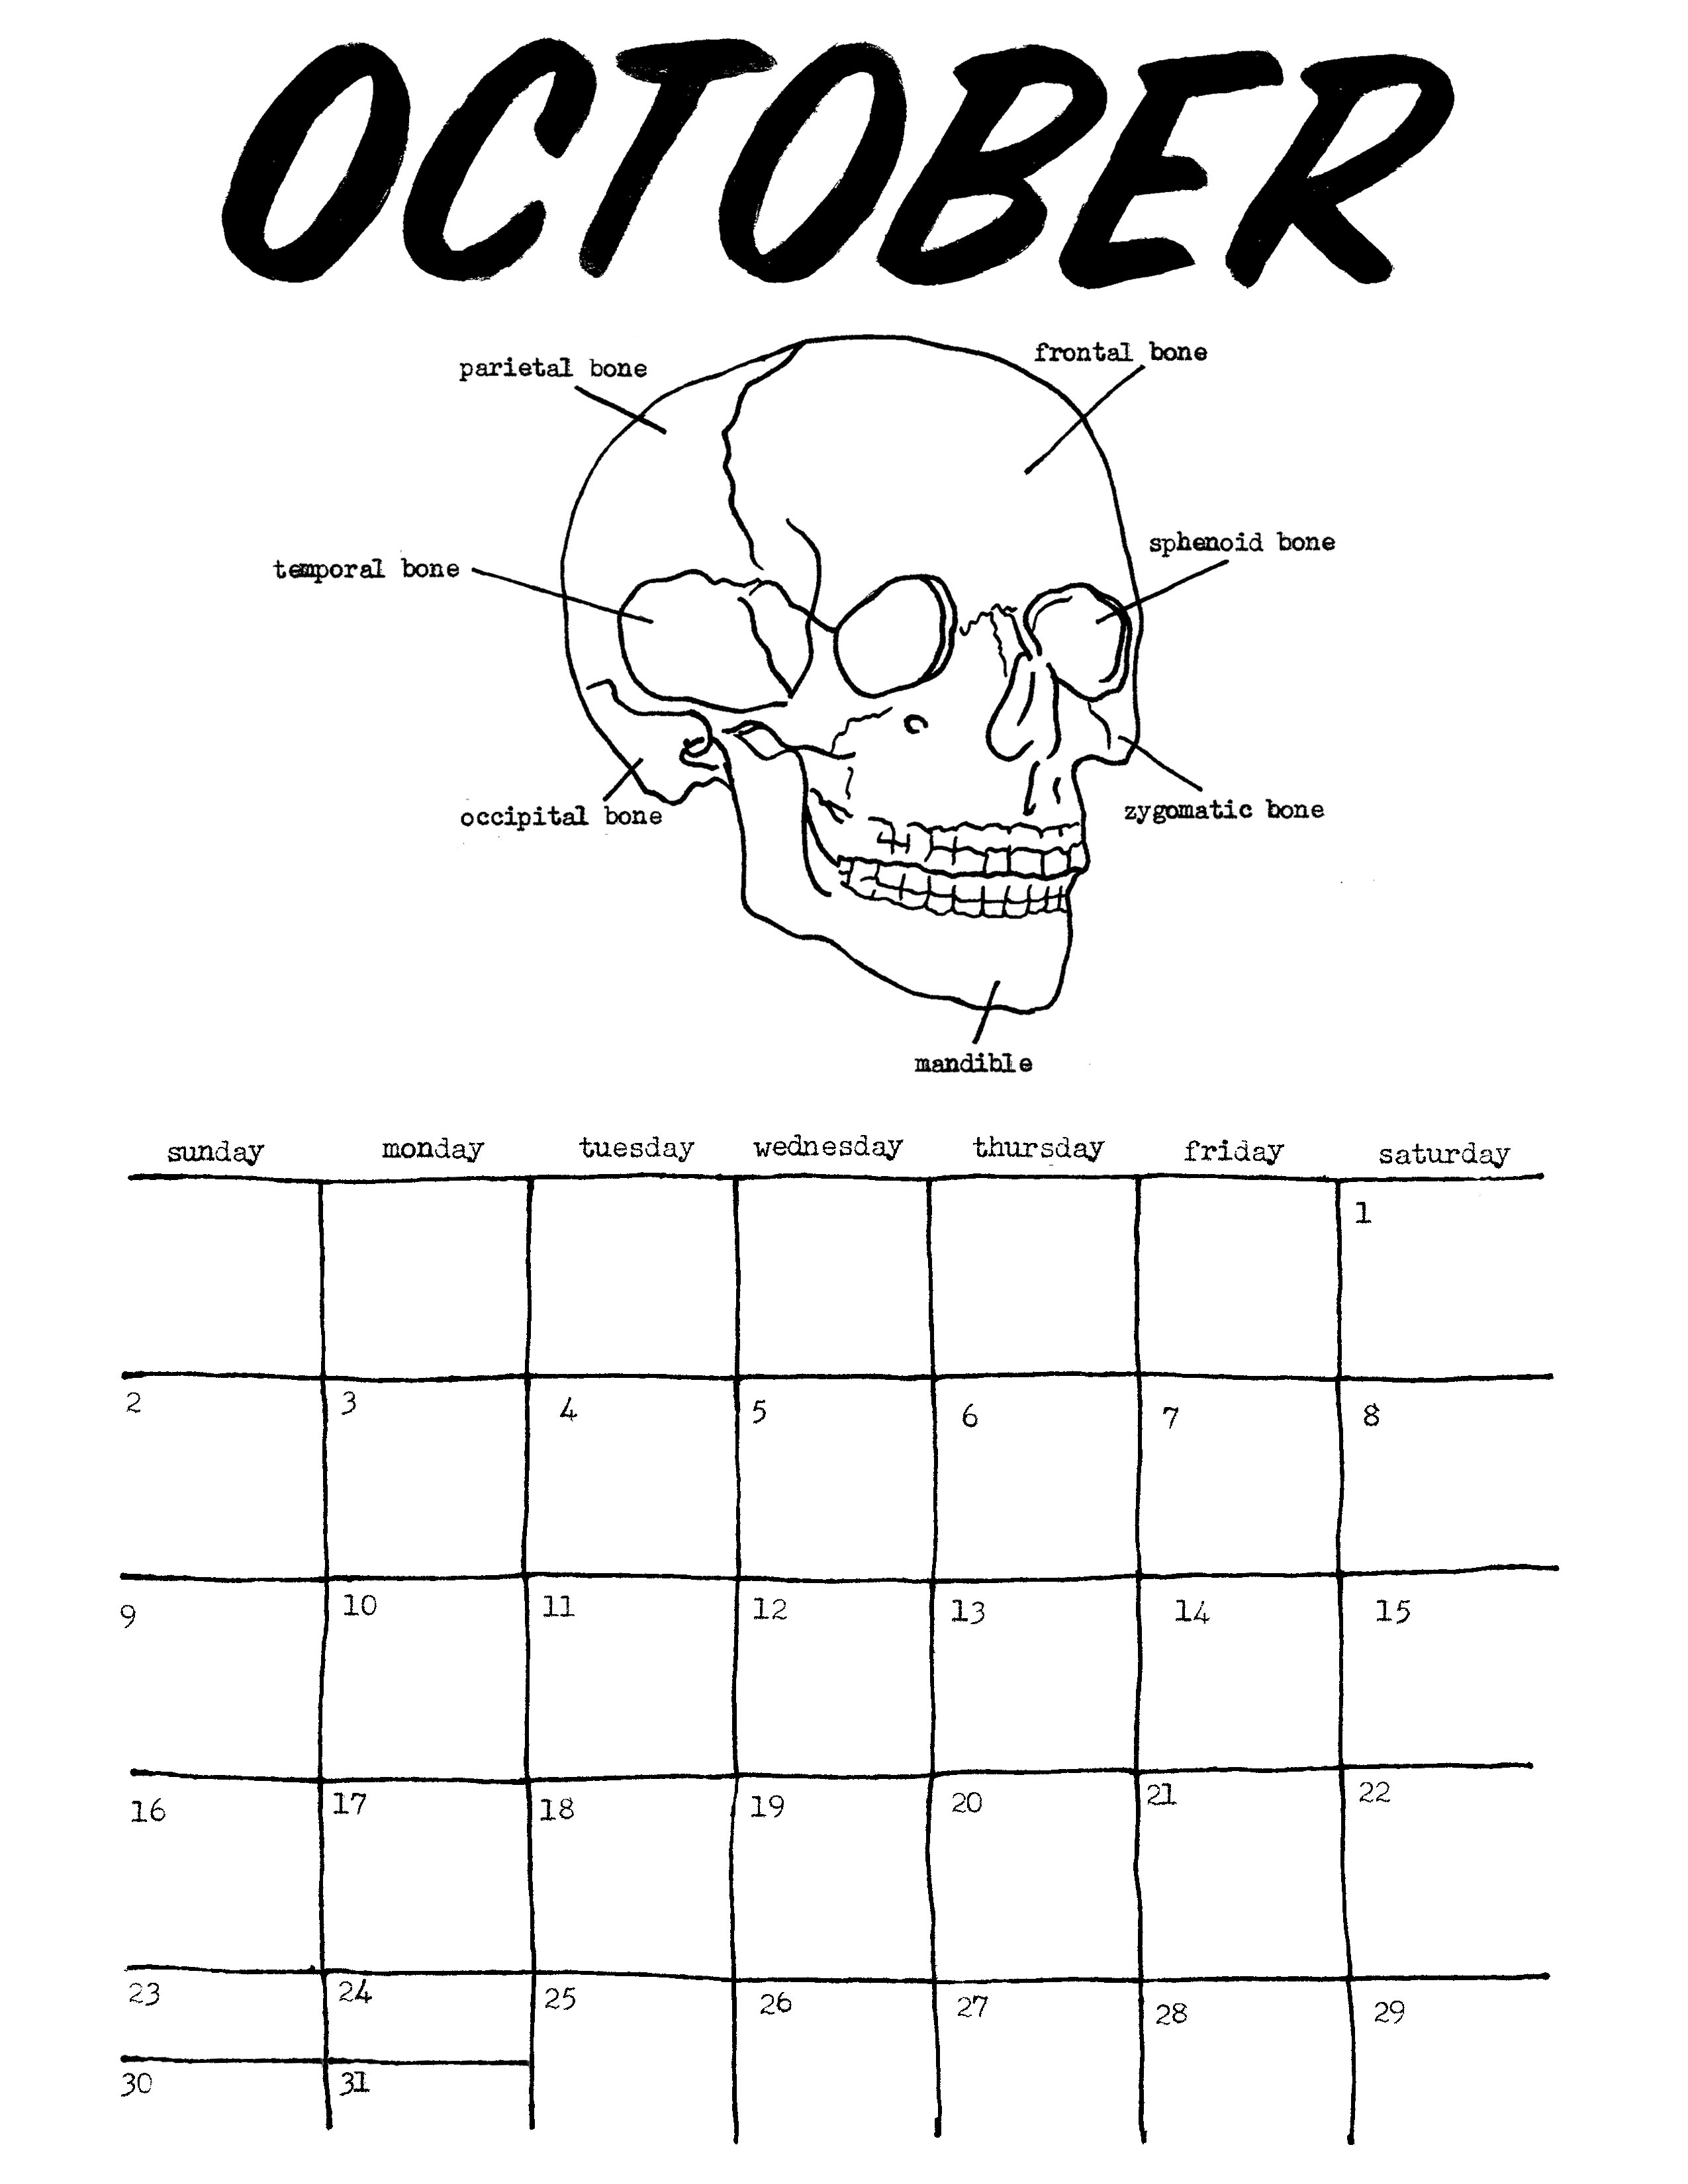 OCTOBER
parietal bone
frontal bone
temporal bone
sphenoid bone
occipital bone
zygomatic bone
mandible
sunday monday tuesday wednesday thursday friday saturday
1
2 3 4 5 6 7 8
9 10 11 12 13 14 15
16 17 18 19 20 21 22
23 24 25 26 27 28 29
30 31